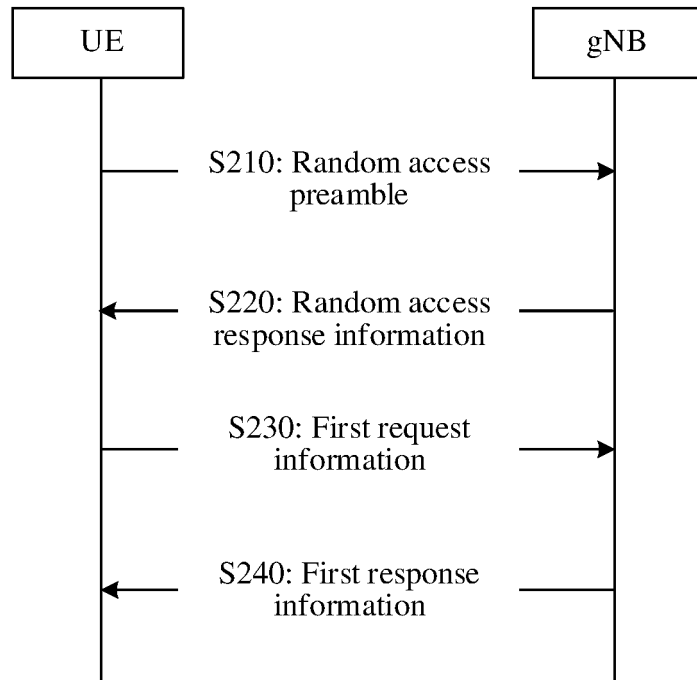 UE
gNB
S210: Random access
preamble
S220: Random access
response information
S230: First request
information
S240: First response
information